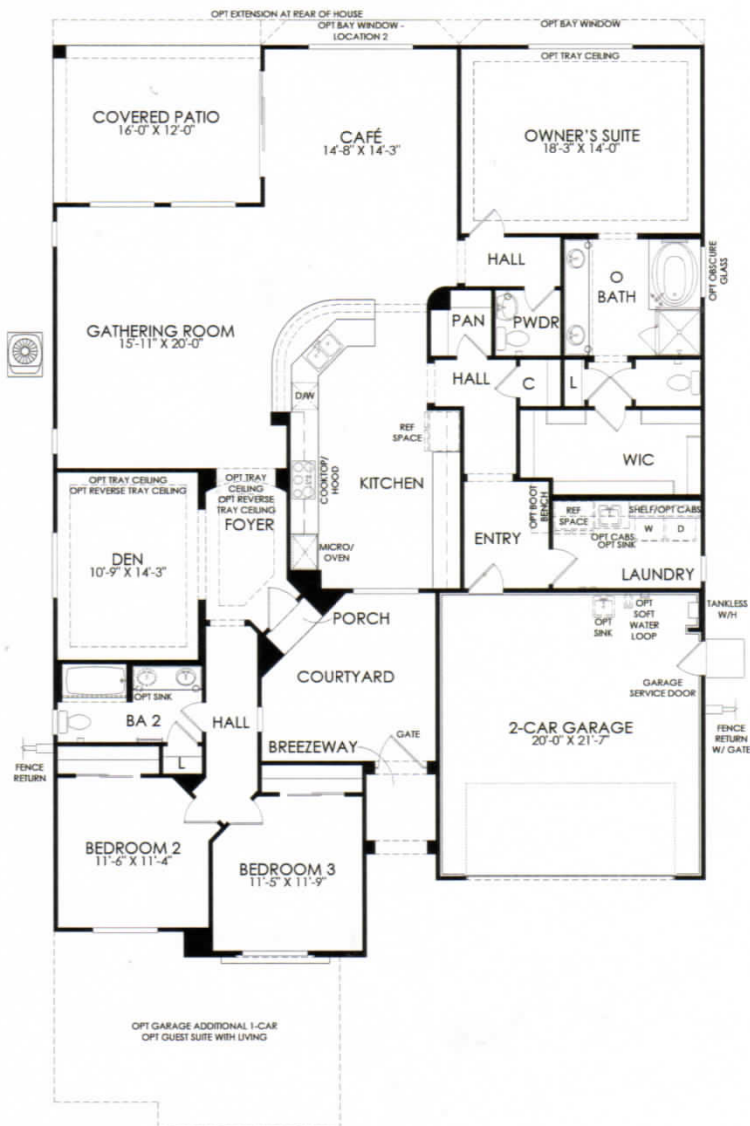 OPT EXTENSION AT REAR OF HOUSE
OPT BAY WINDOW -
LOCATION 2
OPT BAY WINDOW
OPT TRAY CEILING
COVERED PATIO
16'-0" X 12'-0"
CAFÉ
14'-8" X 14'-3"
OWNER'S SUITE
18'-3" X 14'-0"
HALL
O
BATH
OPT OBSCURE
GLASS
GATHERING ROOM
15'-11" X 20'-0"
PAN
PWDR
HALL
C
L
D/W
REF
SPACE
WIC
COOKTOP/
HOOD
KITCHEN
OPT TRAY CEILING
OPT REVERSE TRAY CEILING
OPT TRAY
CEILING
OPT REVERSE
TRAY CEILING
FOYER
OPT BOOT
BENCH
REF
SPACE
SHELF/OPT CABS
W
D
OPT CABS
OPT SINK
ENTRY
LAUNDRY
DEN
10'-9" X 14'-3"
MICRO/
OVEN
PORCH
OPT
SINK
OPT
SOFT
WATER
LOOP
TANKLESS
W/H
COURTYARD
GARAGE
SERVICE DOOR
OPT SINK
BA 2
HALL
2-CAR GARAGE
20'-0" X 21'-7"
GATE
BREEZEWAY
FENCE
RETURN
W/ GATE
FENCE
RETURN
L
BEDROOM 2
11'-6" X 11'-4"
BEDROOM 3
11'-5" X 11'-9"
OPT GARAGE ADDITIONAL 1-CAR
OPT GUEST SUITE WITH LIVING